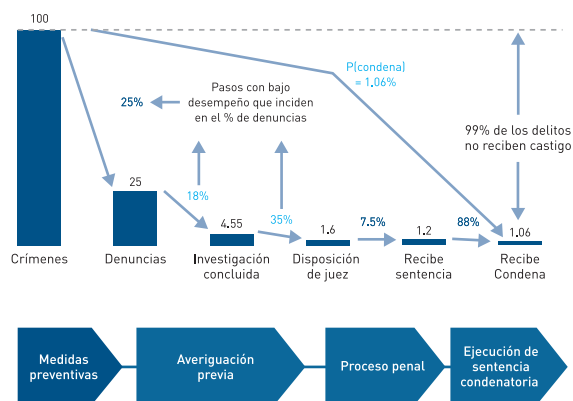 100
P(condena)
= 1.06%
Pasos con bajo
desempeño que inciden
en el % de denuncias
25%
99% de los delitos
no reciben castigo
25
18%
35%
4.55
1.6
7.5%
1.2
88%
1.06
Crímenes
Denuncias
Investigación
concluida
Disposición
de juez
Recibe
sentencia
Recibe
Condena
Medidas
preventivas
Averiguación
previa
Proceso penal
Ejecución de
sentencia
condenatoria